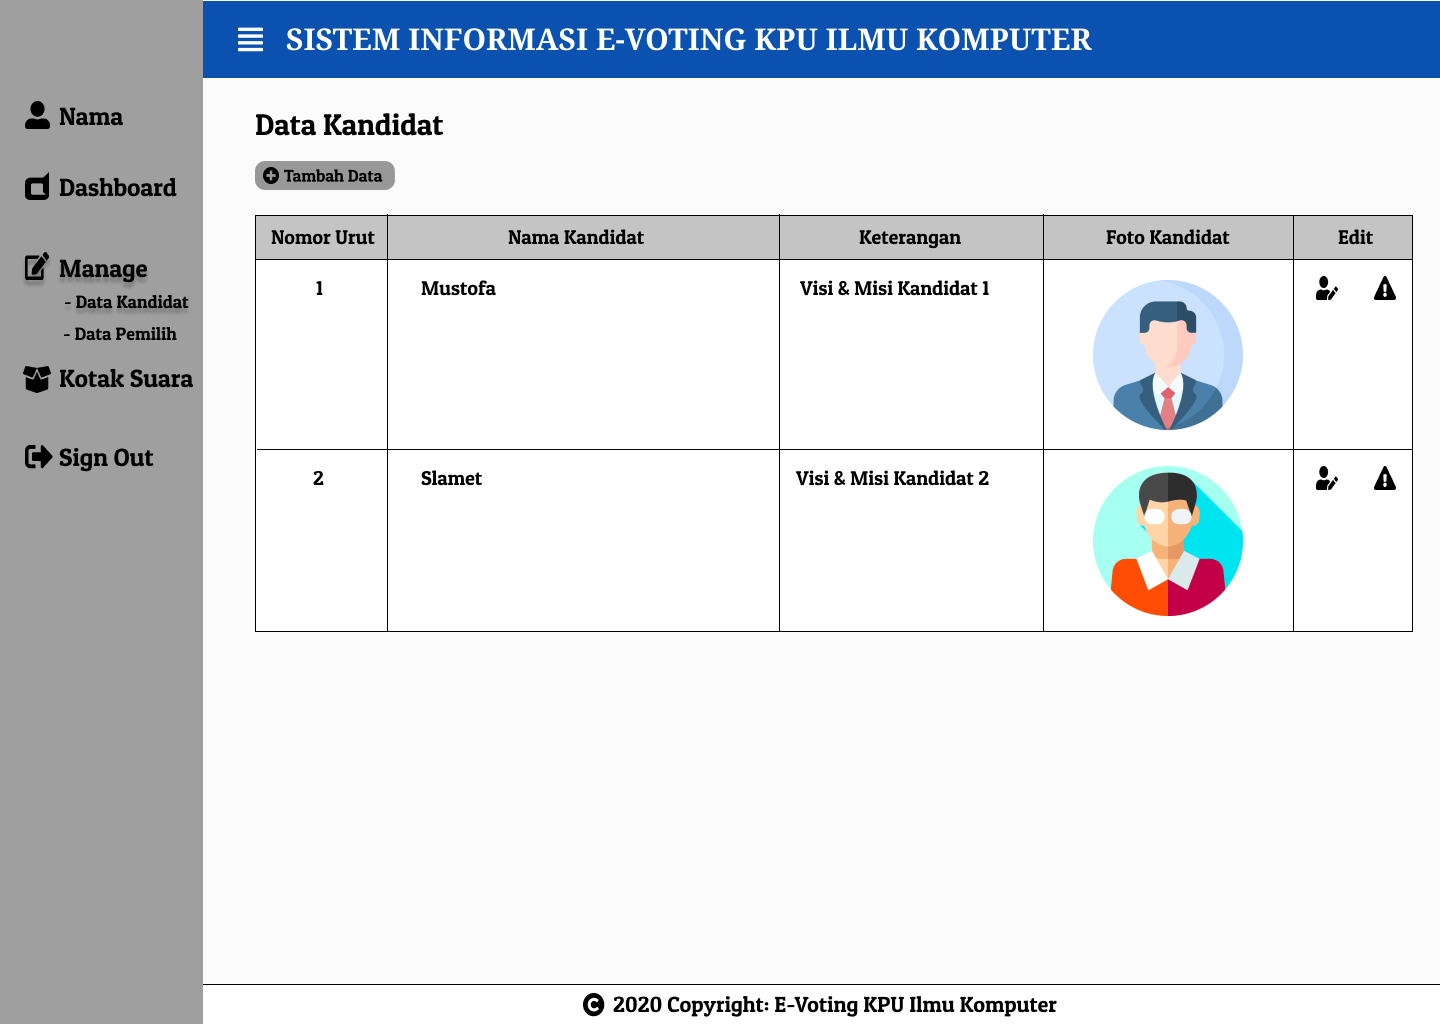 SISTEM INFORMASI E-VOTING KPU ILMU KOMPUTER
Nama
Dashboard
Manage
- Data Kandidat
- Data Pemilih
Kotak Suara
Sign Out
Data Kandidat
Tambah Data
Nomor Urut Nama Kandidat Keterangan Foto Kandidat Edit
1 Mustofa Visi & Misi Kandidat 1
2 Slamet Visi & Misi Kandidat 2
© 2020 Copyright: E-Voting KPU Ilmu Komputer